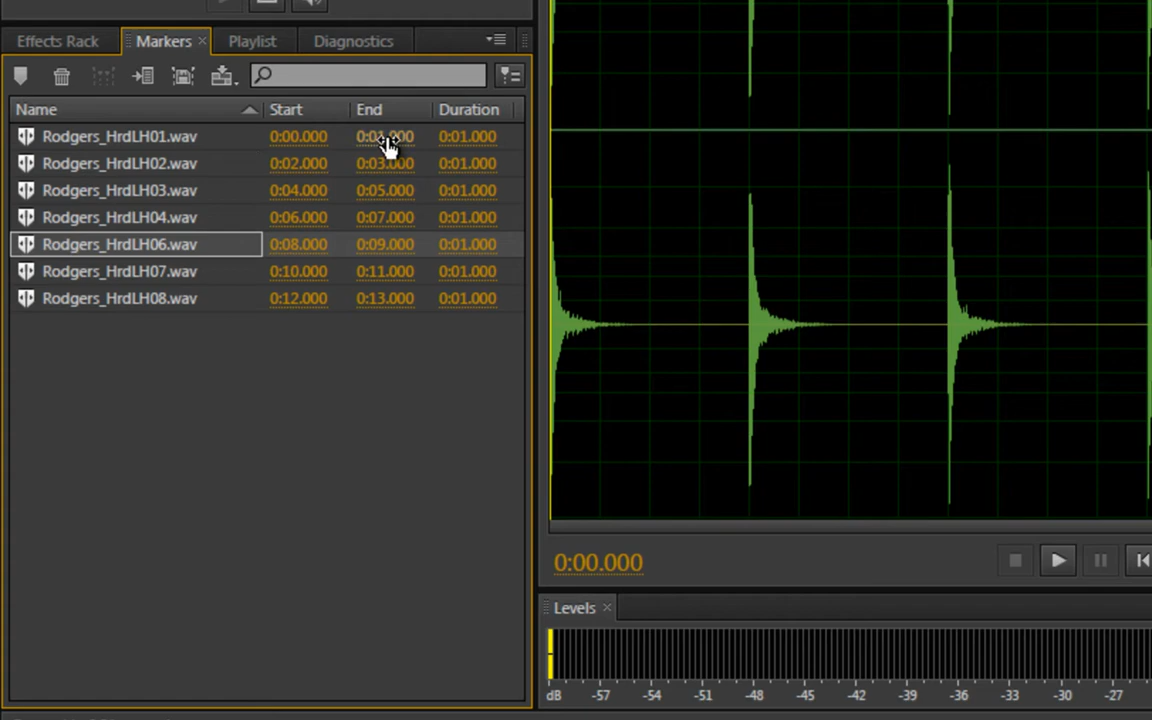 Effects Rack Markers × Playlist Diagnostics
Name Start End Duration
Rodgers_HrdLH01.wav 0:00.000 0:01.000 0:01.000
Rodgers_HrdLH02.wav 0:02.000 0:03.000 0:01.000
Rodgers_HrdLH03.wav 0:04.000 0:05.000 0:01.000
Rodgers_HrdLH04.wav 0:06.000 0:07.000 0:01.000
Rodgers_HrdLH06.wav 0:08.000 0:09.000 0:01.000
Rodgers_HrdLH07.wav 0:10.000 0:11.000 0:01.000
Rodgers_HrdLH08.wav 0:12.000 0:13.000 0:01.000
0:00.000
Levels ×
dB -57 -54 -51 -48 -45 -42 -39 -36 -33 -30 -27